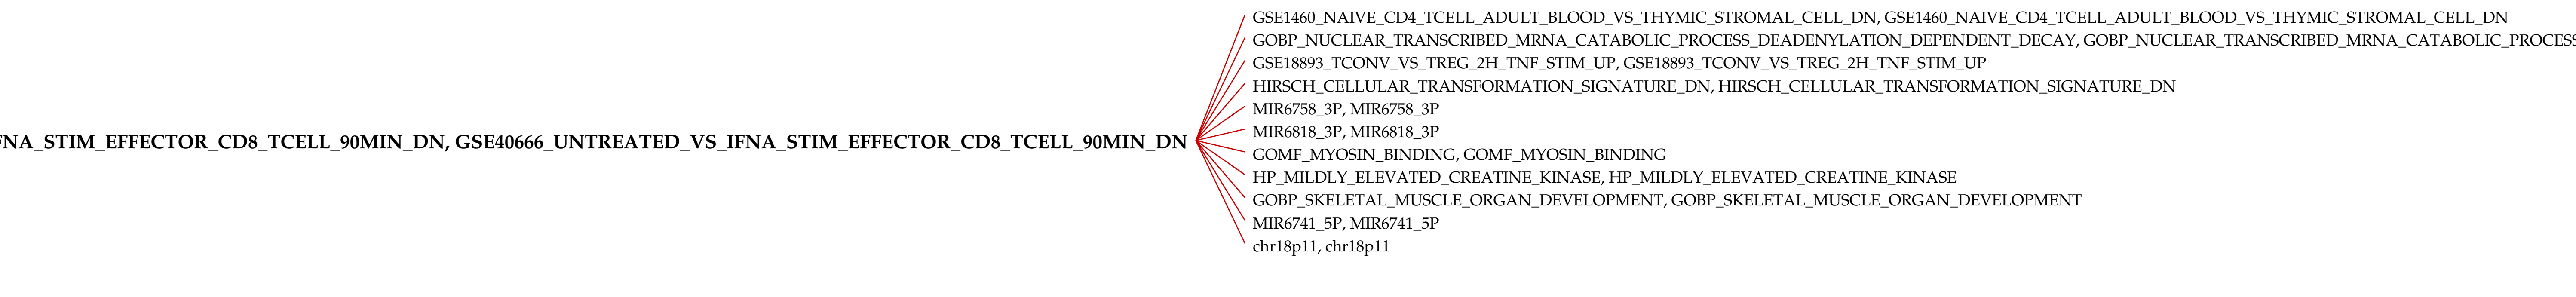 GSE1460_NAIVE_CD4_TCELL_ADULT_BLOOD_VS_THYMIC_STROMAL_CELL_DN, GSE1460_NAIVE_CD4_TCELL_ADULT_BLOOD_VS_THYMIC_STROMAL_CELL_DN
GOBP_NUCLEAR_TRANSCRIBED_MRNA_CATABOLIC_PROCESS_DEADENYLATION_DEPENDENT_DECAY, GOBP_NUCLEAR_TRANSCRIBED_MRNA_CATABOLIC_PROCESS
GSE18893_TCONV_VS_TREG_2H_TNF_STIM_UP, GSE18893_TCONV_VS_TREG_2H_TNF_STIM_UP
HIRSCH_CELLULAR_TRANSFORMATION_SIGNATURE_DN, HIRSCH_CELLULAR_TRANSFORMATION_SIGNATURE_DN
MIR6758_3P, MIR6758_3P
MIR6818_3P, MIR6818_3P
FNA_STIM_EFFECTOR_CD8_TCELL_90MIN_DN, GSE40666_UNTREATED_VS_IFNA_STIM_EFFECTOR_CD8_TCELL_90MIN_DN
GOMF_MYOSIN_BINDING, GOMF_MYOSIN_BINDING
HP_MILDLY_ELEVATED_CREATINE_KINASE, HP_MILDLY_ELEVATED_CREATINE_KINASE
GOBP_SKELETAL_MUSCLE_ORGAN_DEVELOPMENT, GOBP_SKELETAL_MUSCLE_ORGAN_DEVELOPMENT
MIR6741_5P, MIR6741_5P
chr18p11, chr18p11